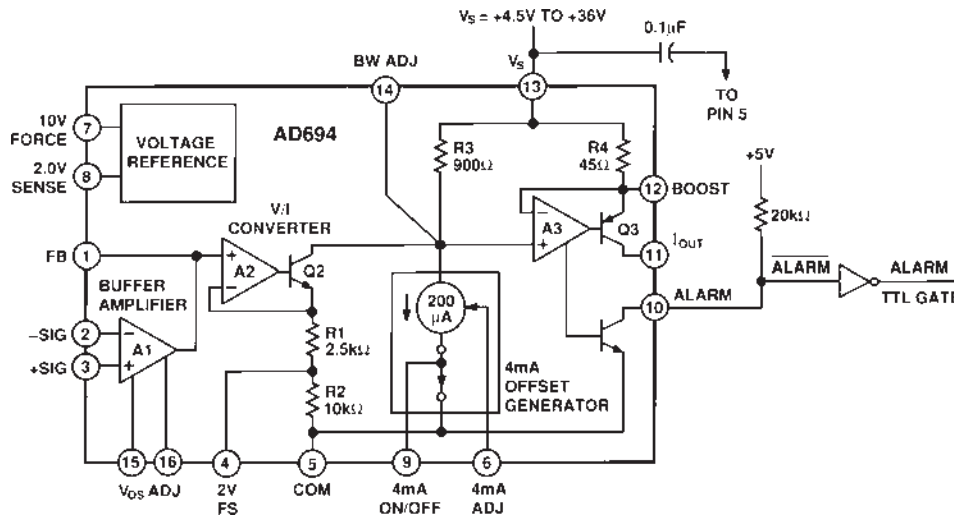 V_S = +4.5V TO +36V
0.1µF
BW ADJ
V_S
14
13
TO
PIN 5
10V
FORCE
7
VOLTAGE
REFERENCE
AD694
R3
900Ω
R4
45Ω
+5V
2.0V
SENSE
8
12
BOOST
V/I
CONVERTER
A3
Q3
20kΩ
FB
1
A2
Q2
11
I_OUT
BUFFER
AMPLIFIER
200
µA
10
ALARM
ALARM
ALARM
TTL GATE
–SIG
2
A1
+SIG
3
R1
2.5kΩ
R2
10kΩ
4mA
OFFSET
GENERATOR
15
16
4
5
9
6
V_OS ADJ
2V
FS
COM
4mA
ON/OFF
4mA
ADJ